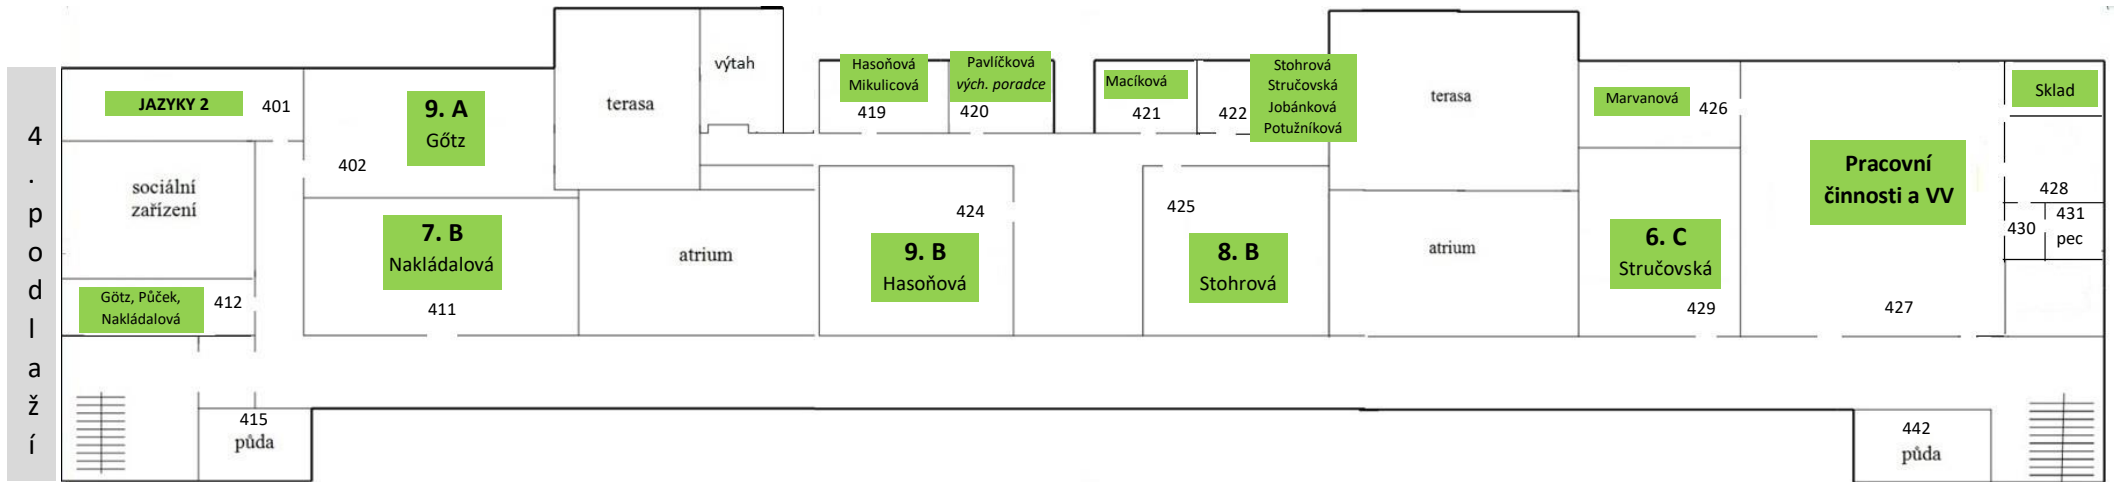 4
.
p
o
d
l
a
ž
í
JAZYKY 2
401
9. A
Gőtz
402
terasa
výtah
Hasoňová
Mikulicová
419
Pavlíčková
vých. poradce
420
Macíková
421
422
Stohrová
Stručovská
Jobánková
Potužníková
terasa
Marvanová
426
Sklad
Pracovní
činnosti a VV
sociální
zařízení
7. B
Nakládalová
411
atrium
424
9. B
Hasoňová
425
8. B
Stohrová
atrium
6. C
Stručovská
429
427
428
430
431
pec
Götz, Půček,
Nakládalová
412
415
půda
442
půda